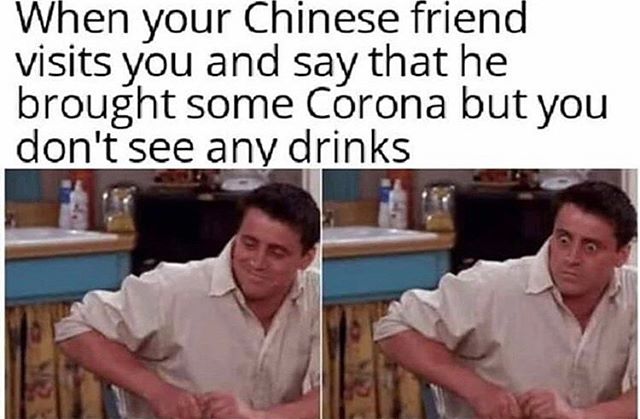 When your Chinese friend
visits you and say that he
brought some Corona but you
don't see any drinks